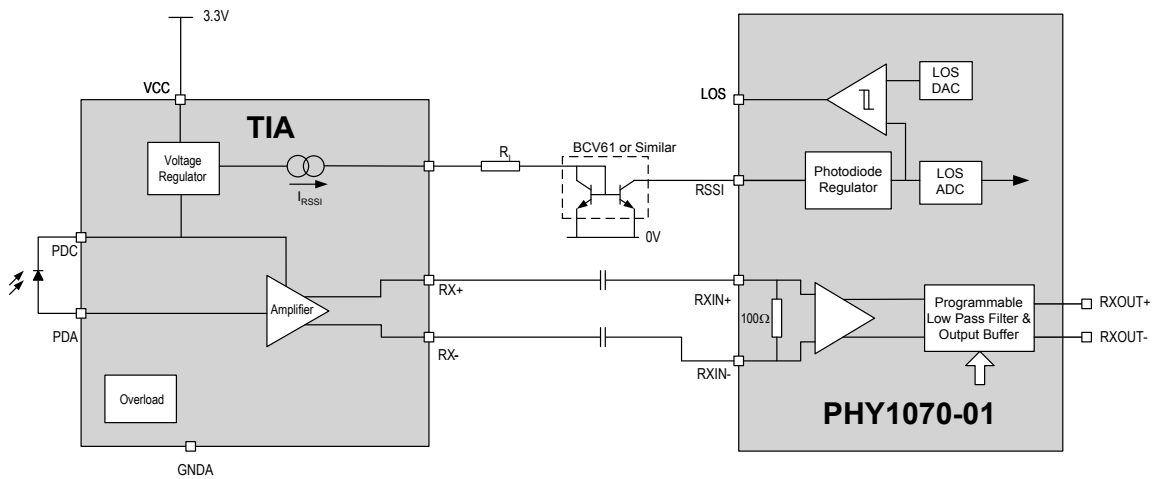 3.3V
VCC
TIA
Voltage
Regulator
IRSSI
PDC
PDA
Amplifier
Overload
GNDA
RX+
RX-
RI
BCV61 or Similar
0V
LOS
LOS
DAC
RSSI
Photodiode
Regulator
LOS
ADC
RXIN+
100Ω
RXIN-
Programmable
Low Pass Filter &
Output Buffer
RXOUT+
RXOUT-
PHY1070-01